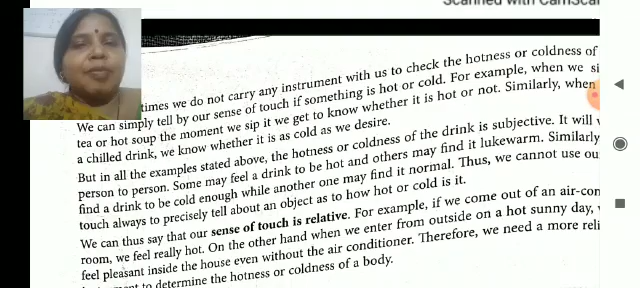 Scanned with CamScan
times we do not carry any instrument with us to check the hotness or coldness of
We can simply tell by our sense of touch if something is hot or cold. For example, when we si
tea or hot soup the moment we sip it we get to know whether it is hot or not. Similarly, when
a chilled drink, we know whether it is as cold as we desire.
But in all the examples stated above, the hotness or coldness of the drink is subjective. It will v
person to person. Some may feel a drink to be hot and others may find it lukewarm. Similarly
find a drink to be cold enough while another one may find it normal. Thus, we cannot use ou
touch always to precisely tell about an object as to how hot or cold is it.
We can thus say that our sense of touch is relative. For example, if we come out of an air-con
room, we feel really hot. On the other hand when we enter from outside on a hot sunny day,
feel pleasant inside the house even without the air conditioner. Therefore, we need a more reli
to determine the hotness or coldness of a body.